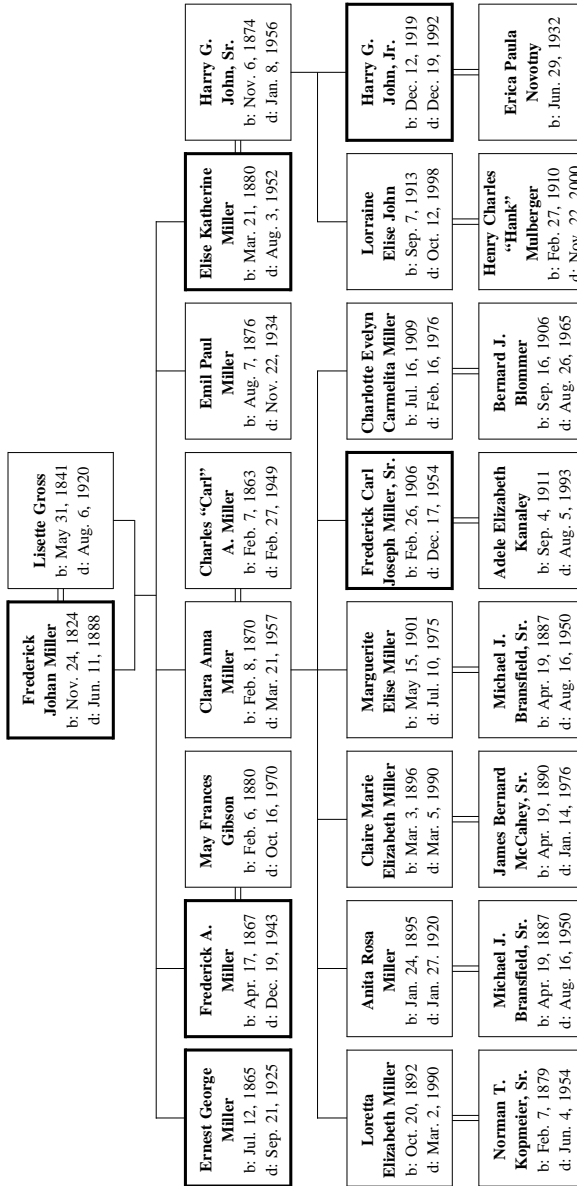 Frederick
Johan Miller
b: Nov. 24, 1824
d: Jun. 11, 1888
Lisette Gross
b: May 31, 1841
d: Aug. 6, 1920
Ernest George
Miller
b: Jul. 12, 1865
d: Sep. 21, 1925
Frederick A.
Miller
b: Apr. 17, 1867
d: Dec. 19, 1943
May Frances
Gibson
b: Feb. 6, 1880
d: Oct. 16, 1970
Clara Anna
Miller
b: Feb. 8, 1870
d: Mar. 21, 1957
Charles “Carl”
A. Miller
b: Feb. 7, 1863
d: Feb. 27, 1949
Emil Paul
Miller
b: Aug. 7, 1876
d: Nov. 22, 1934
Elise Katherine
Miller
b: Mar. 21, 1880
d: Aug. 3, 1952
Harry G.
John, Sr.
b: Nov. 6, 1874
d: Jan. 8, 1956
Loretta
Elizabeth Miller
b: Oct. 20, 1892
d: Mar. 2, 1990
Anita Rosa
Miller
b: Jan. 24, 1895
d: Jan. 27. 1920
Claire Marie
Elizabeth Miller
b: Mar. 3, 1896
d: Mar. 5, 1990
Marguerite
Elise Miller
b: May 15, 1901
d: Jul. 10, 1975
Frederick Carl
Joseph Miller, Sr.
b: Feb. 26, 1906
d: Dec. 17, 1954
Charlotte Evelyn
Carmelita Miller
b: Jul. 16, 1909
d: Feb. 16, 1976
Lorraine
Elise John
b: Sep. 7, 1913
d: Oct. 12, 1998
Harry G.
John, Jr.
b: Dec. 12, 1919
d: Dec. 19, 1992
Norman T.
Kopmeier, Sr.
b: Feb. 7, 1879
d: Jun. 4, 1954
Michael J.
Bransfield, Sr.
b: Apr. 19, 1887
d: Aug. 16, 1950
James Bernard
McCahey, Sr.
b: Apr. 19, 1890
d: Jan. 14, 1976
Michael J.
Bransfield, Sr.
b: Apr. 19, 1887
d: Aug. 16, 1950
Adele Elizabeth
Kanaley
b: Sep. 4, 1911
d: Aug. 5, 1993
Bernard J.
Blommer
b: Sep. 16, 1906
d: Aug. 26, 1965
Henry Charles
“Hank”
Mulberger
b: Feb. 27, 1910
d: Nov. 22, 2000
Erica Paula
Novotny
b: Jun. 29, 1932